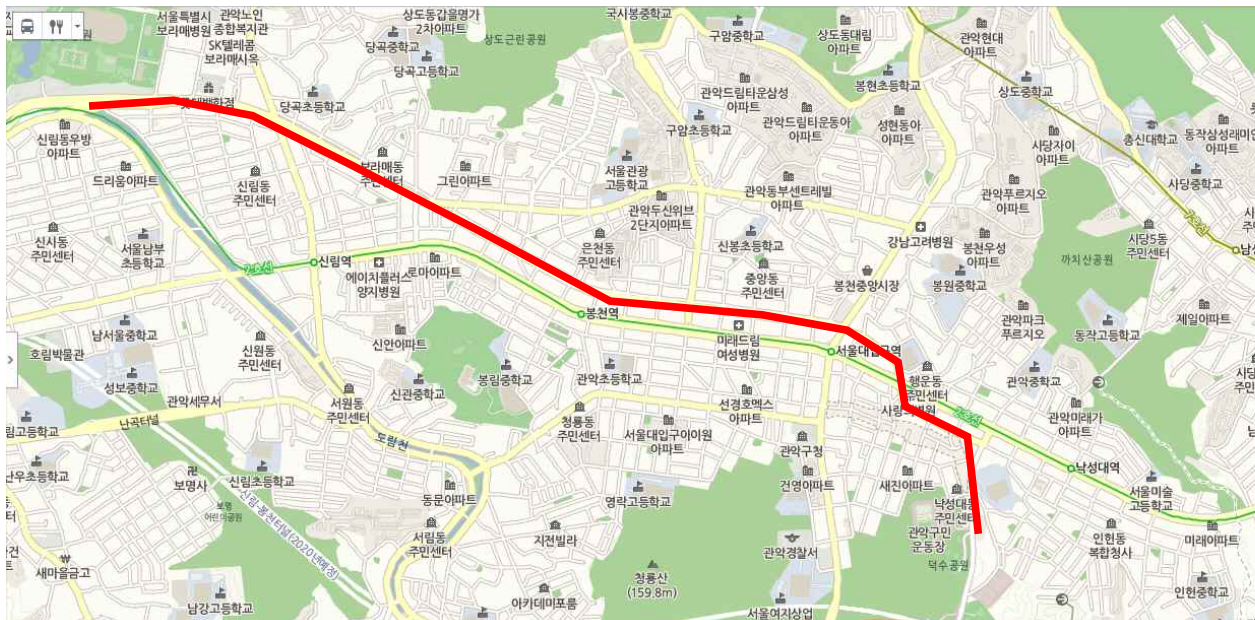 서울특별시
보라매병원
관악노인
종합복지관
SK텔레콤
보라매사옥
당곡중학교
당곡고등학교
상도동갑을명가
2차아파트
상도근린공원
국사봉중학교
구암중학교
상도동대림
아파트
관악현대
아파트
당곡초등학교
신림동우방
아파트
드리움아파트
신림동
주민센터
보라매동
주민센터
그린아파트
관악드림타운삼성
아파트
구암초등학교
관악드림타운동아
아파트
봉현초등학교
성현동아
아파트
상도중학교
사당자이
아파트
총신대학교
동작삼성래미안
아파트
사당중학교
서울관광
고등학교
관악동부센트레빌
아파트
관악두산위브
2단지아파트
관악푸르지오
아파트
신사동
주민센터
서울남부
초등학교
2호선
신림역
에이치플러스
양지병원
로마아파트
은천동
주민센터
신봉초등학교
중앙동
주민센터
강남고려병원
봉천중앙시장
봉천우성
아파트
봉원중학교
까치산공원
사당5동
주민센터
7호선
봉천역
미래드림
여성병원
서울대입구역
관악파크
푸르지오
동작고등학교
제일아파트
남서울중학교
호림박물관
성보중학교
신원동
주민센터
신안아파트
신관중학교
봉림중학교
관악초등학교
행운동
주민센터
관악중학교
2호선
관악미래가
아파트
관악세무서
난곡터널
서원동
주민센터
도림천
청룡동
주민센터
서울대입구아이원
아파트
선경호멕스
아파트
관악구청
낙성대역
서울미술
고등학교
보명사
신림초등학교
동문아파트
영락고등학교
건영아파트
새진아파트
낙성대동
주민센터
관악구민
운동장
신림-봉천터널(2020년예정)
서림동
주민센터
지전빌라
관악경찰서
덕수공원
인헌동
복합청사
미래아파트
새마을금고
남강고등학교
아카데미포룸
청룡산
(159.8m)
서울여지상업
인헌중학교